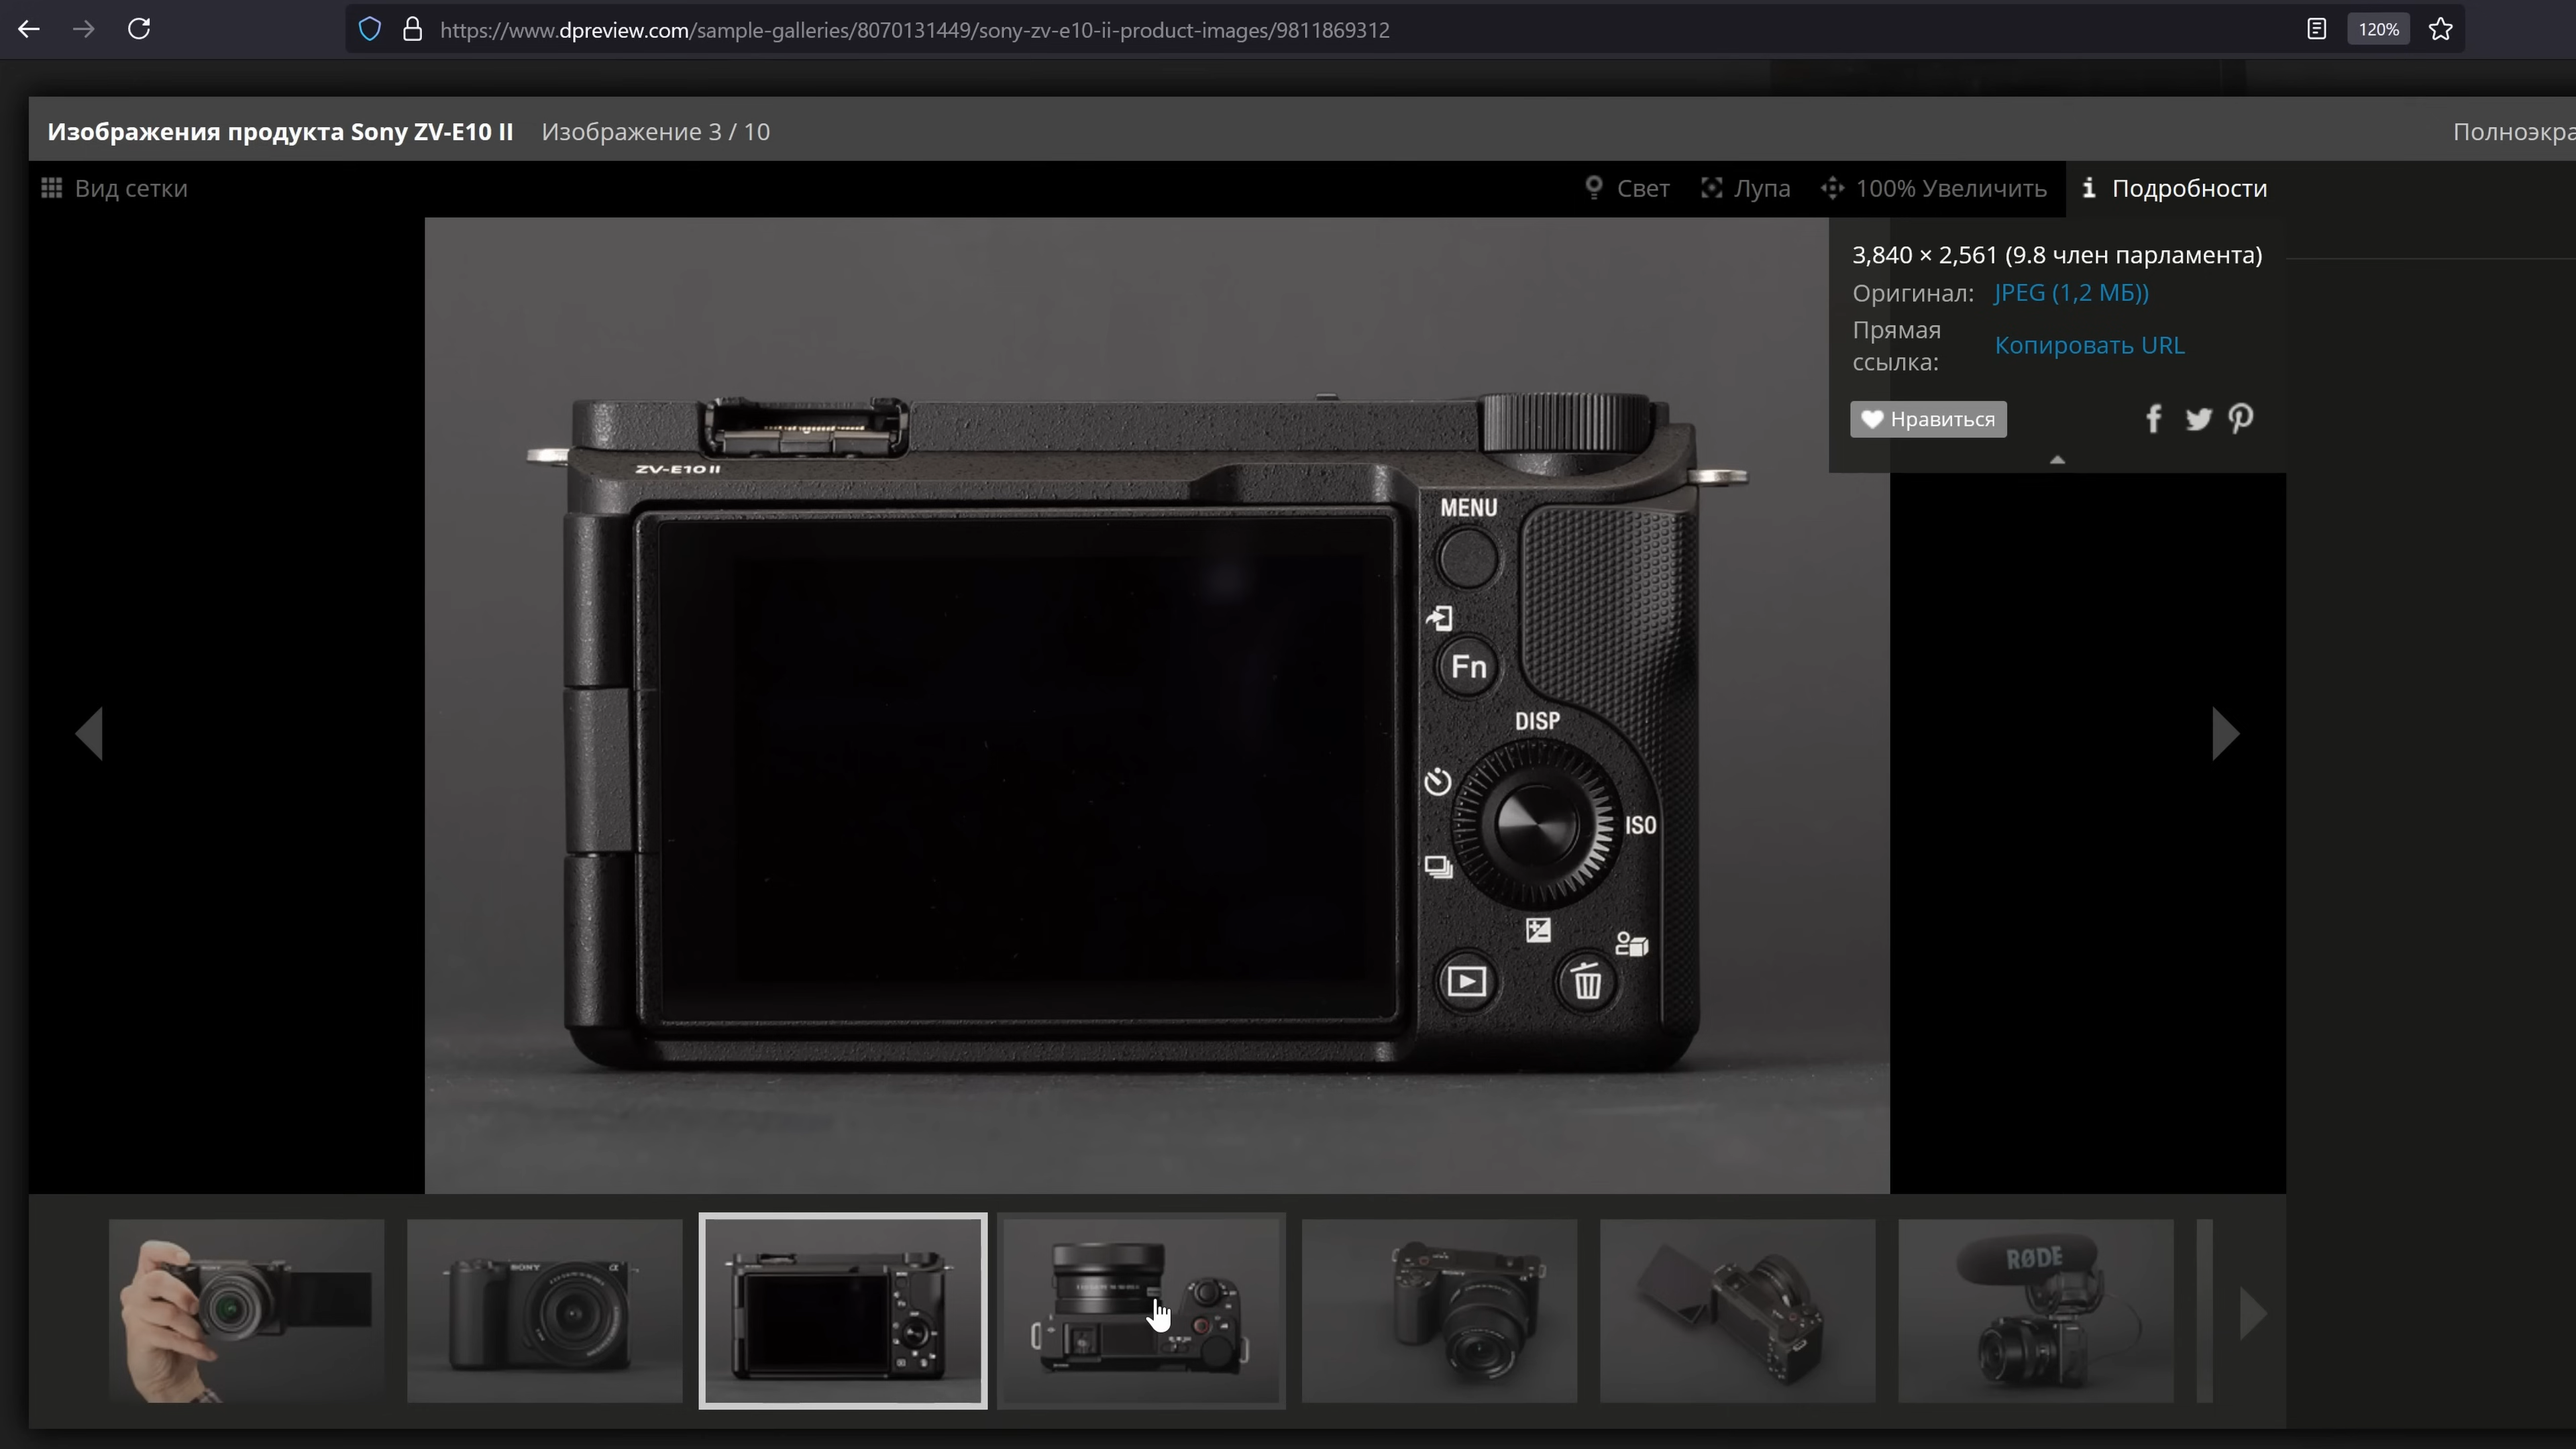 https://www.dpreview.com/sample-galleries/8070131449/sony-zv-e10-ii-product-images/9811869312
120%
Изображения продукта Sony ZV-E10 II Изображение 3 / 10
Полноэкра
Вид сетки
Свет
Лупа
100% Увеличить
Подробности
3,840 × 2,561 (9.8 член парламента)
Оригинал: JPEG (1,2 МБ))
Прямая
ссылка:
Копировать URL
Нравиться
ZV-E10 II
MENU
Fn
DISP
ISO
SONY
α
RØDE